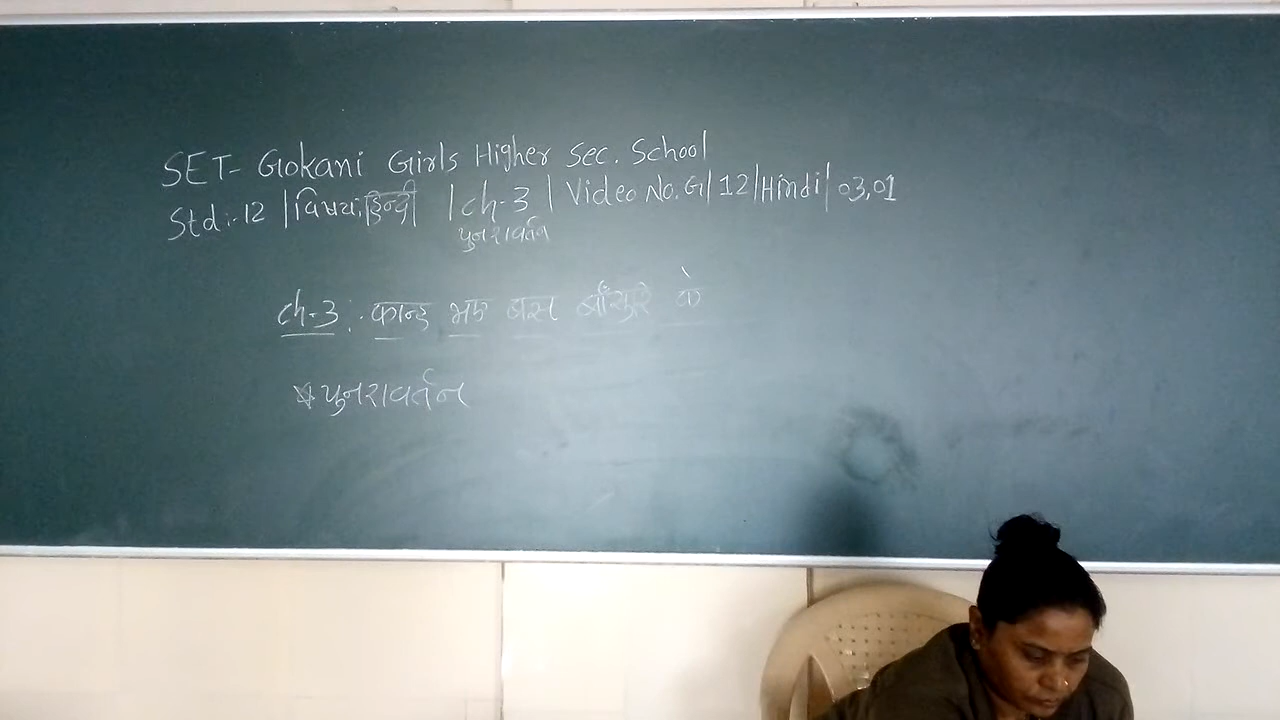 SET- Gokani Girls Higher Sec. School
Std:-12 | विषय:हिन्दी | ch-3 | Video No. G/12/Hindi/03,01
पुनरावर्तन
ch-3 :. कान्ह भए बस बाँसुरि के
* पुनरावर्तन